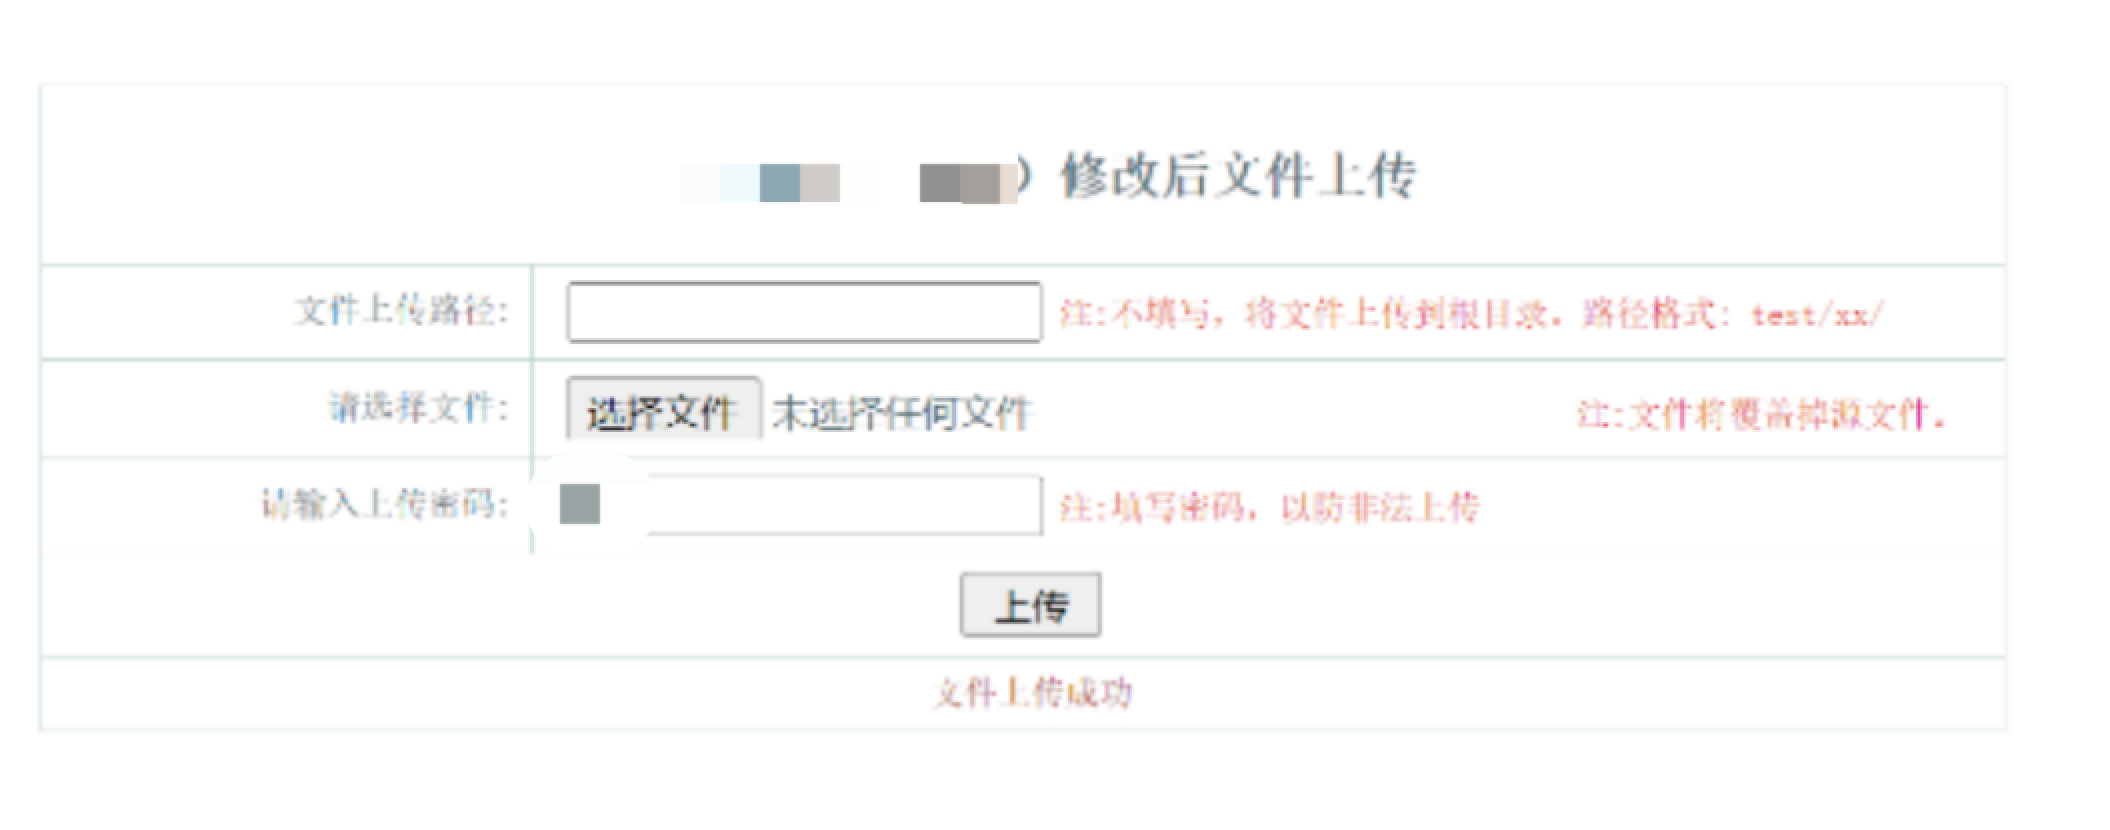 ）修改后文件上传
文件上传路径: 注:不填写，将文件上传到根目录。路径格式: test/xx/
请选择文件: 选择文件 未选择任何文件 注:文件将覆盖掉源文件。
请输入上传密码: 注:填写密码，以防非法上传
上传
文件上传成功